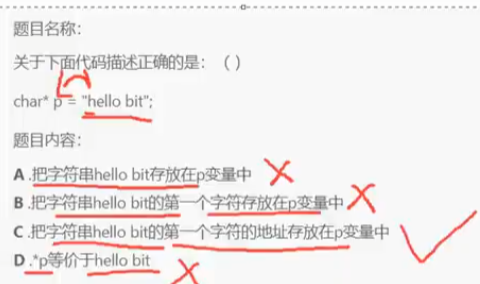 题目名称：
关于下面代码描述正确的是：（ ）
char* p = "hello bit";
题目内容：
A .把字符串hello bit存放在p变量中
B .把字符串hello bit的第一个字符存放在p变量中
C .把字符串hello bit的第一个字符的地址存放在p变量中
D .*p等价于hello bit